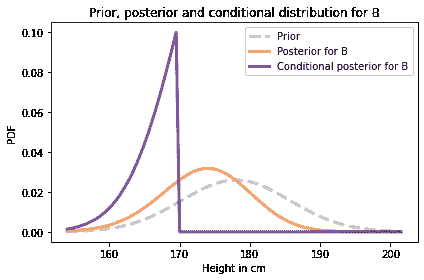 Prior, posterior and conditional distribution for B
Prior
Posterior for B
Conditional posterior for B
PDF
0.10
0.08
0.06
0.04
0.02
0.00
160
170
180
190
200
Height in cm